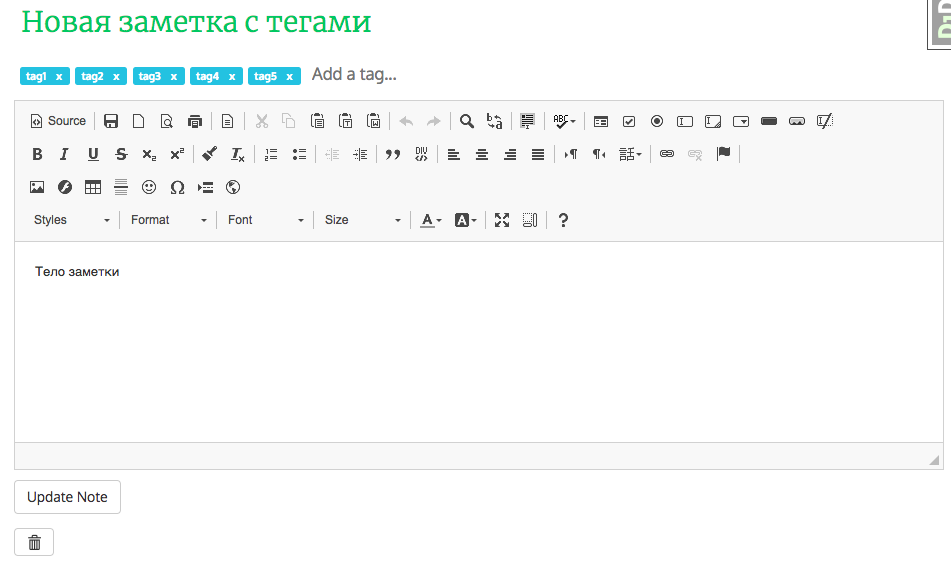 Новая заметка с тегами
tag1 x tag2 x tag3 x tag4 x tag5 x Add a tag...
Source
Styles Format Font Size
Тело заметки
Update Note